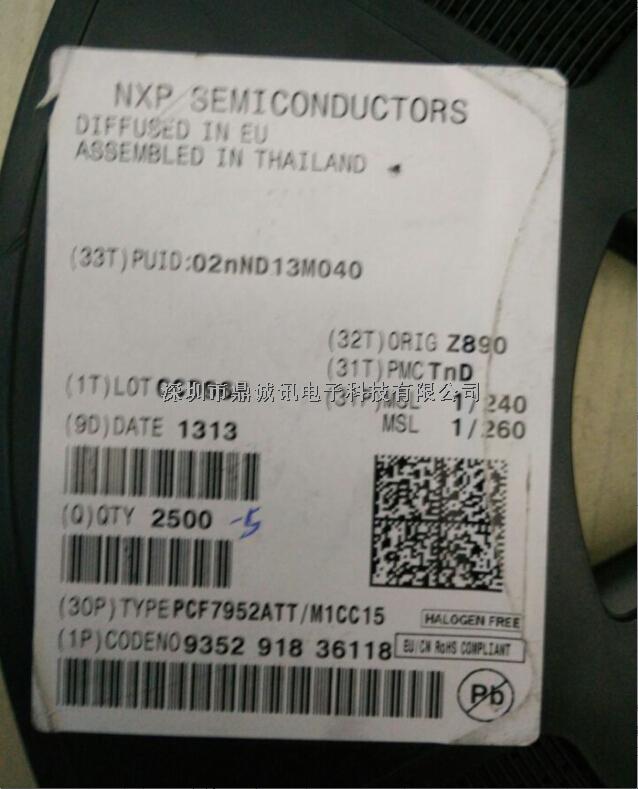 NXP SEMICONDUCTORS
DIFFUSED IN EU
ASSEMBLED IN THAILAND
(33T)PUID:02nND13M040
(32T)ORIG Z890
(31T)PMC TnD
(1T)LOT
深圳市鼎诚讯电子科技有限公司
(31P)MSL 1/240
(9D)DATE 1313
MSL 1/260
(Q)QTY 2500 -5
(30P)TYPE PCF7952ATT/M1CC15
HALOGEN FREE
(1P)CODENO 9352 918 36118
EU/CN RoHS COMPLIANT
Pb